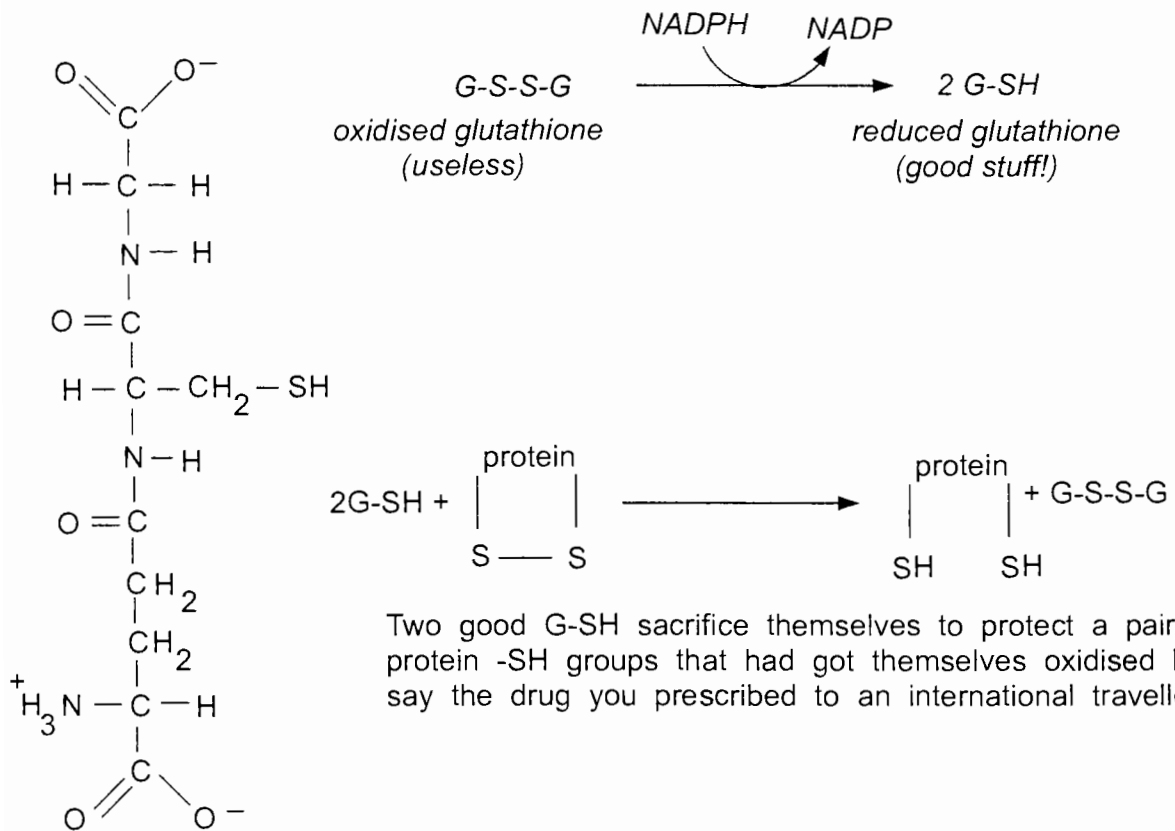 O O⁻
C
H – C – H
N – H
O = C
H – C – CH₂ – SH
N – H
O = C
CH₂
CH₂
⁺H₃N – C – H
C
O O⁻
NADPH NADP
G-S-S-G 2 G-SH
oxidised glutathione reduced glutathione
(useless) (good stuff!)
protein protein
2G-SH + + G-S-S-G
S — S SH SH
Two good G-SH sacrifice themselves to protect a pair
protein -SH groups that had got themselves oxidised
say the drug you prescribed to an international